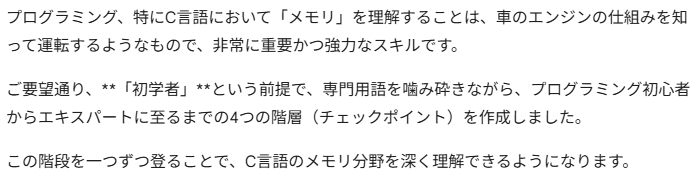 プログラミング、特にC言語において「メモリ」を理解することは、車のエンジンの仕組みを知
って運転するようなもので、非常に重要かつ強力なスキルです。
ご要望通り、**「初学者」**という前提で、専門用語を噛み砕きながら、プログラミング初心者
からエキスパートに至るまでの4つの階層（チェックポイント）を作成しました。
この階段を一つずつ登ることで、C言語のメモリ分野を深く理解できるようになります。